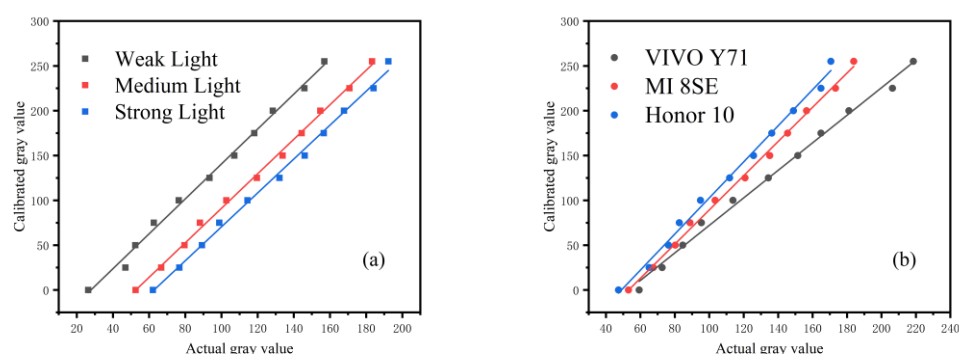 300
250
200
150
100
50
0
Calibrated gray value
Weak Light
Medium Light
Strong Light
(a)
20 40 60 80 100 120 140 160 180 200
Actual gray value
300
250
200
150
100
50
0
Calibrated gray value
VIVO Y71
MI 8SE
Honor 10
(b)
40 60 80 100 120 140 160 180 200 220 240
Actual gray value